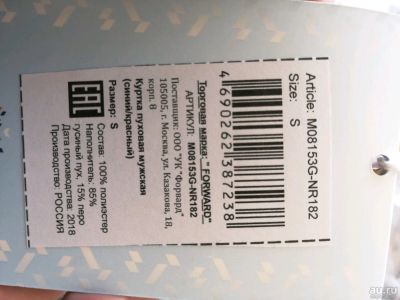 Article: M08153G-NR182
Size: S
4690262387238
Торговая марка: "FORWARD"
АРТИКУЛ: M08153G-NR182
Поставщик: ООО "УК "Форвард"
105005, г. Москва, ул. Казакова, 18,
корп. 8
Куртка пуховая мужская
(синий/красный)
Размер: S
EAC
Состав: 100% полиэстер
Наполнитель: 85%
гусиный пух, 15% перо
Дата производства: 2018
Производство: РОССИЯ
au.ru